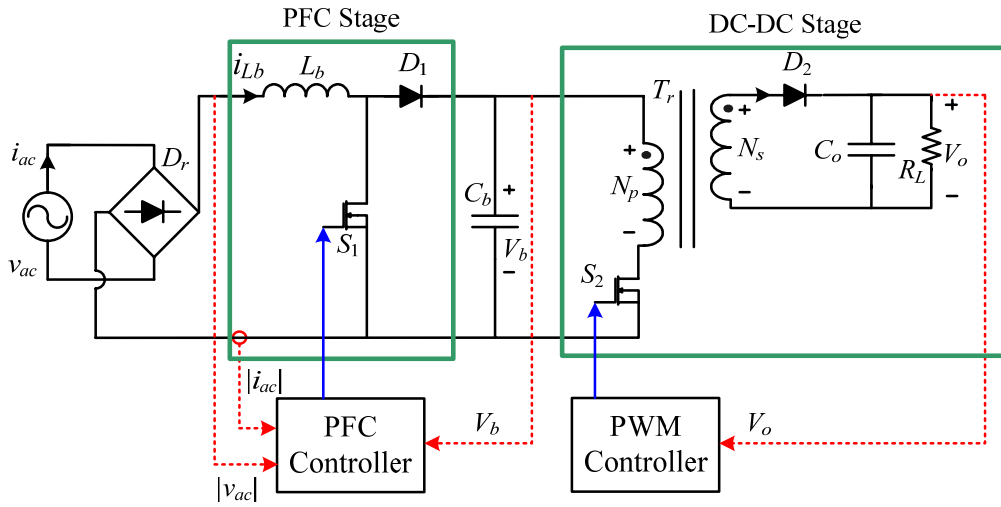 PFC Stage
DC-DC Stage
i_Lb
L_b
D_1
D_2
T_r
i_ac
D_r
N_p
N_s
C_o
R_L
V_o
C_b
V_b
S_1
S_2
v_ac
|i_ac|
|v_ac|
PFC
Controller
V_b
PWM
Controller
V_o
+
−
+
−
+
−
+
−